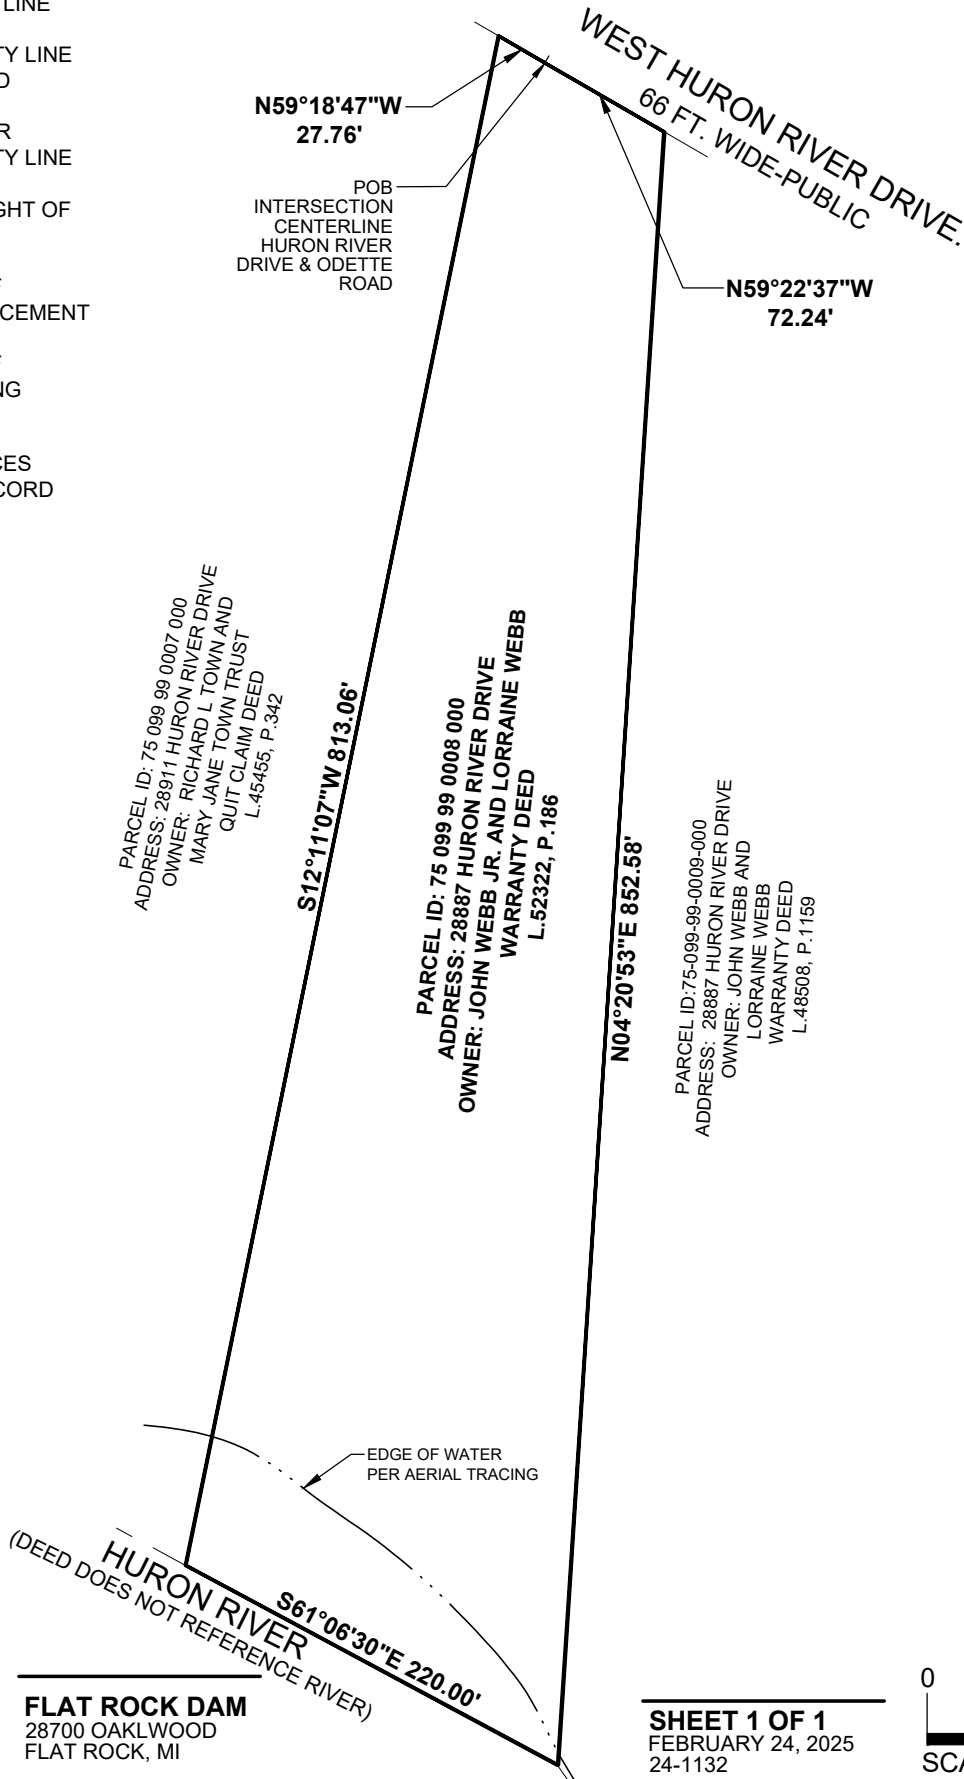 LINE
TY LINE
D
R
TY LINE
GHT OF
F
CEMENT
F
NG
CES
CORD
WEST HURON RIVER DRIVE.
66 FT. WIDE-PUBLIC
N59°18'47"W
27.76'
POB
INTERSECTION
CENTERLINE
HURON RIVER
DRIVE & ODETTE
ROAD
N59°22'37"W
72.24'
PARCEL ID: 75 099 99 0007 000
ADDRESS: 28911 HURON RIVER DRIVE
OWNER: RICHARD L TOWN AND
MARY JANE TOWN TRUST
QUIT CLAIM DEED
L.45455, P.342
S12°11'07"W 813.06'
PARCEL ID: 75 099 99 0008 000
ADDRESS: 28887 HURON RIVER DRIVE
OWNER: JOHN WEBB JR. AND LORRAINE WEBB
WARRANTY DEED
L.52322, P.186
N04°20'53"E 852.58'
PARCEL ID:75-099-99-0009-000
ADDRESS: 28887 HURON RIVER DRIVE
OWNER: JOHN WEBB AND
LORRAINE WEBB
WARRANTY DEED
L.48508, P.1159
EDGE OF WATER
PER AERIAL TRACING
HURON RIVER
(DEED DOES NOT REFERENCE RIVER)
S61°06'30"E 220.00'
FLAT ROCK DAM
28700 OAKLWOOD
FLAT ROCK, MI
SHEET 1 OF 1
FEBRUARY 24, 2025
24-1132
0
SCA